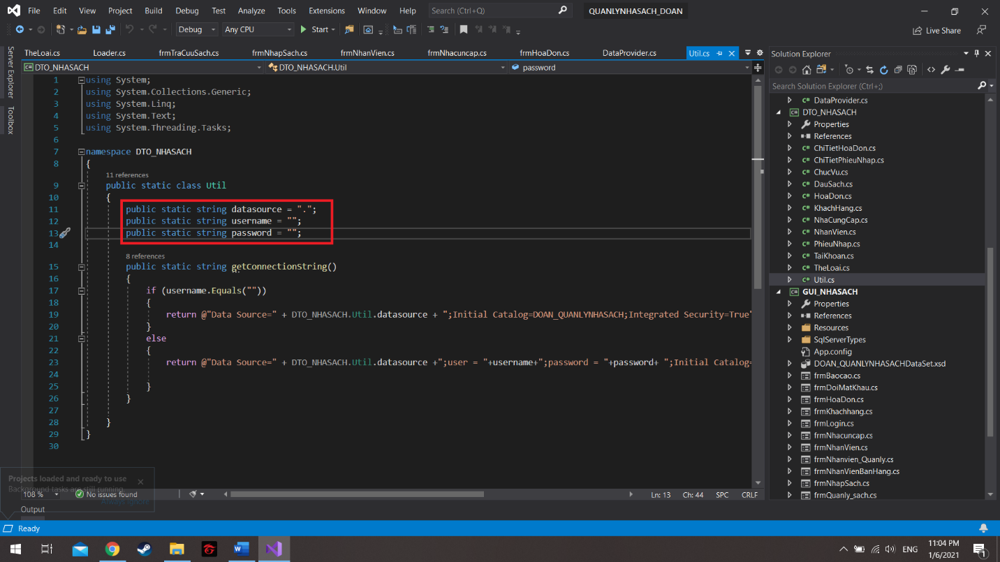 File Edit View Project Build Debug Test Analyze Tools Extensions Window Help Search (Ctrl+Q) QUANLYNHASACH_DOAN
Debug Any CPU Start Live Share
Server Explorer
Toolbox
TheLoai.cs Loader.cs frmTraCuuSach.cs frmNhapSach.cs frmNhanVien.cs frmNhacuncap.cs frmHoaDon.cs DataProvider.cs Util.cs
DTO_NHASACH DTO_NHASACH.Util password
1 using System;
2 using System.Collections.Generic;
3 using System.Linq;
4 using System.Text;
5 using System.Threading.Tasks;
6
7 namespace DTO_NHASACH
8 {
11 references
9 public static class Util
10 {
11 public static string datasource = ".";
12 public static string username = "";
13 public static string password = "";
14
8 references
15 public static string getConnectionString()
16 {
17 if (username.Equals(""))
18 {
19 return @"Data Source=" + DTO_NHASACH.Util.datasource + ";Initial Catalog=DOAN_QUANLYNHASACH;Integrated Security=True"
20 }
21 else
22 {
23 return @"Data Source=" + DTO_NHASACH.Util.datasource +";user = "+username+";password = "+password+ ";Initial Catalog=
24
25 }
26 }
27
28 }
29 }
30
Projects loaded and ready to use
Background tasks are still running.
Always ignore
108 % No issues found Ln: 13 Ch: 44 SPC CRLF
Output
Ready
Solution Explorer
Search Solution Explorer (Ctrl+;)
C# DataProvider.cs
C# DTO_NHASACH
Properties
References
C# ChiTietHoaDon.cs
C# ChiTietPhieuNhap.cs
C# ChucVu.cs
C# DauSach.cs
C# HoaDon.cs
C# KhachHang.cs
C# NhaCungCap.cs
C# NhanVien.cs
C# PhieuNhap.cs
C# TaiKhoan.cs
C# TheLoai.cs
C# Util.cs
C# GUI_NHASACH
Properties
References
Resources
SqlServerTypes
App.config
DOAN_QUANLYNHASACHDataSet.xsd
frmBaocao.cs
frmDoiMatKhau.cs
frmHoaDon.cs
frmKhachhang.cs
frmLogin.cs
frmNhacuncap.cs
frmNhanVien.cs
frmNhanvien_Quanly.cs
frmNhanVienBanHang.cs
frmNhapSach.cs
frmQuanly_sach.cs
ENG
11:04 PM
1/6/2021
1